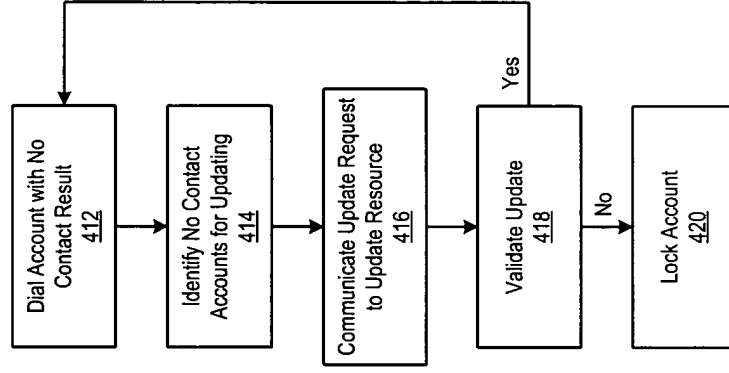 Dial Account with No
Contact Result
412
Identify No Contact
Accounts for Updating
414
Communicate Update Request
to Update Resource
416
Validate Update
418
Yes
No
Lock Account
420